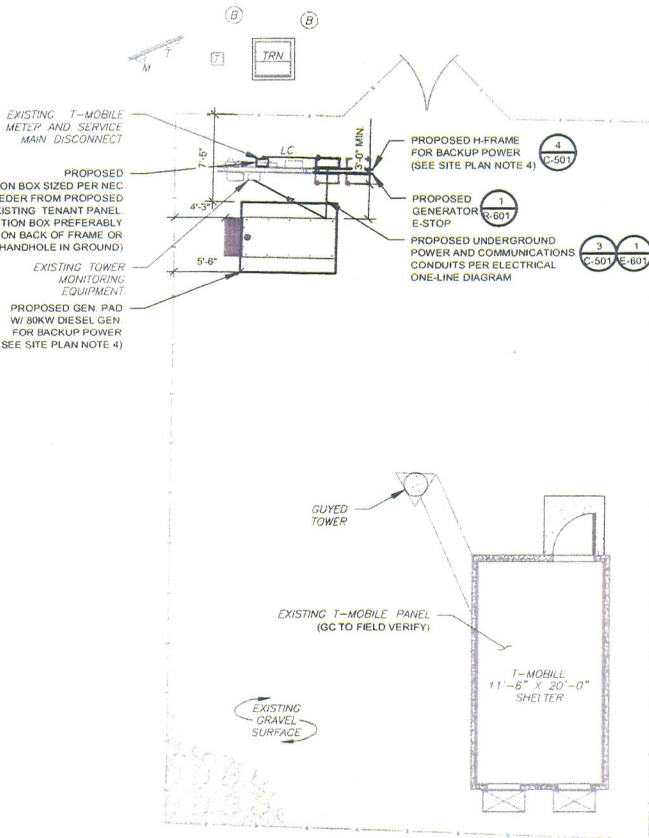 B
B
T
TRN
M
T
EXISTING T-MOBILE
METER AND SERVICE
MAIN DISCONNECT
7'-5"
LC
3'-0" MIN.
PROPOSED H-FRAME
FOR BACKUP POWER
(SEE SITE PLAN NOTE 4)
4
C-501
PROPOSED
ON BOX SIZED PER NEC
EEDER FROM PROPOSED
XISTING TENANT PANEL.
TION BOX PREFERABLY
ON BACK OF FRAME OR
HANDHOLE IN GROUND)
PROPOSED
GENERATOR
E-STOP
1
R-601
4'-3"
PROPOSED UNDERGROUND
POWER AND COMMUNICATIONS
CONDUITS PER ELECTRICAL
ONE-LINE DIAGRAM
3
C-501
1
E-601
EXISTING TOWER
MONITORING
EQUIPMENT
5'-6"
PROPOSED GEN. PAD
W/ 80KW DIESEL GEN.
FOR BACKUP POWER
SEE SITE PLAN NOTE 4)
GUYED
TOWER
EXISTING T-MOBILE PANEL
(GC TO FIELD VERIFY)
T-MOBILE
11'-6" X 20'-0"
SHELTER
EXISTING
GRAVEL
SURFACE